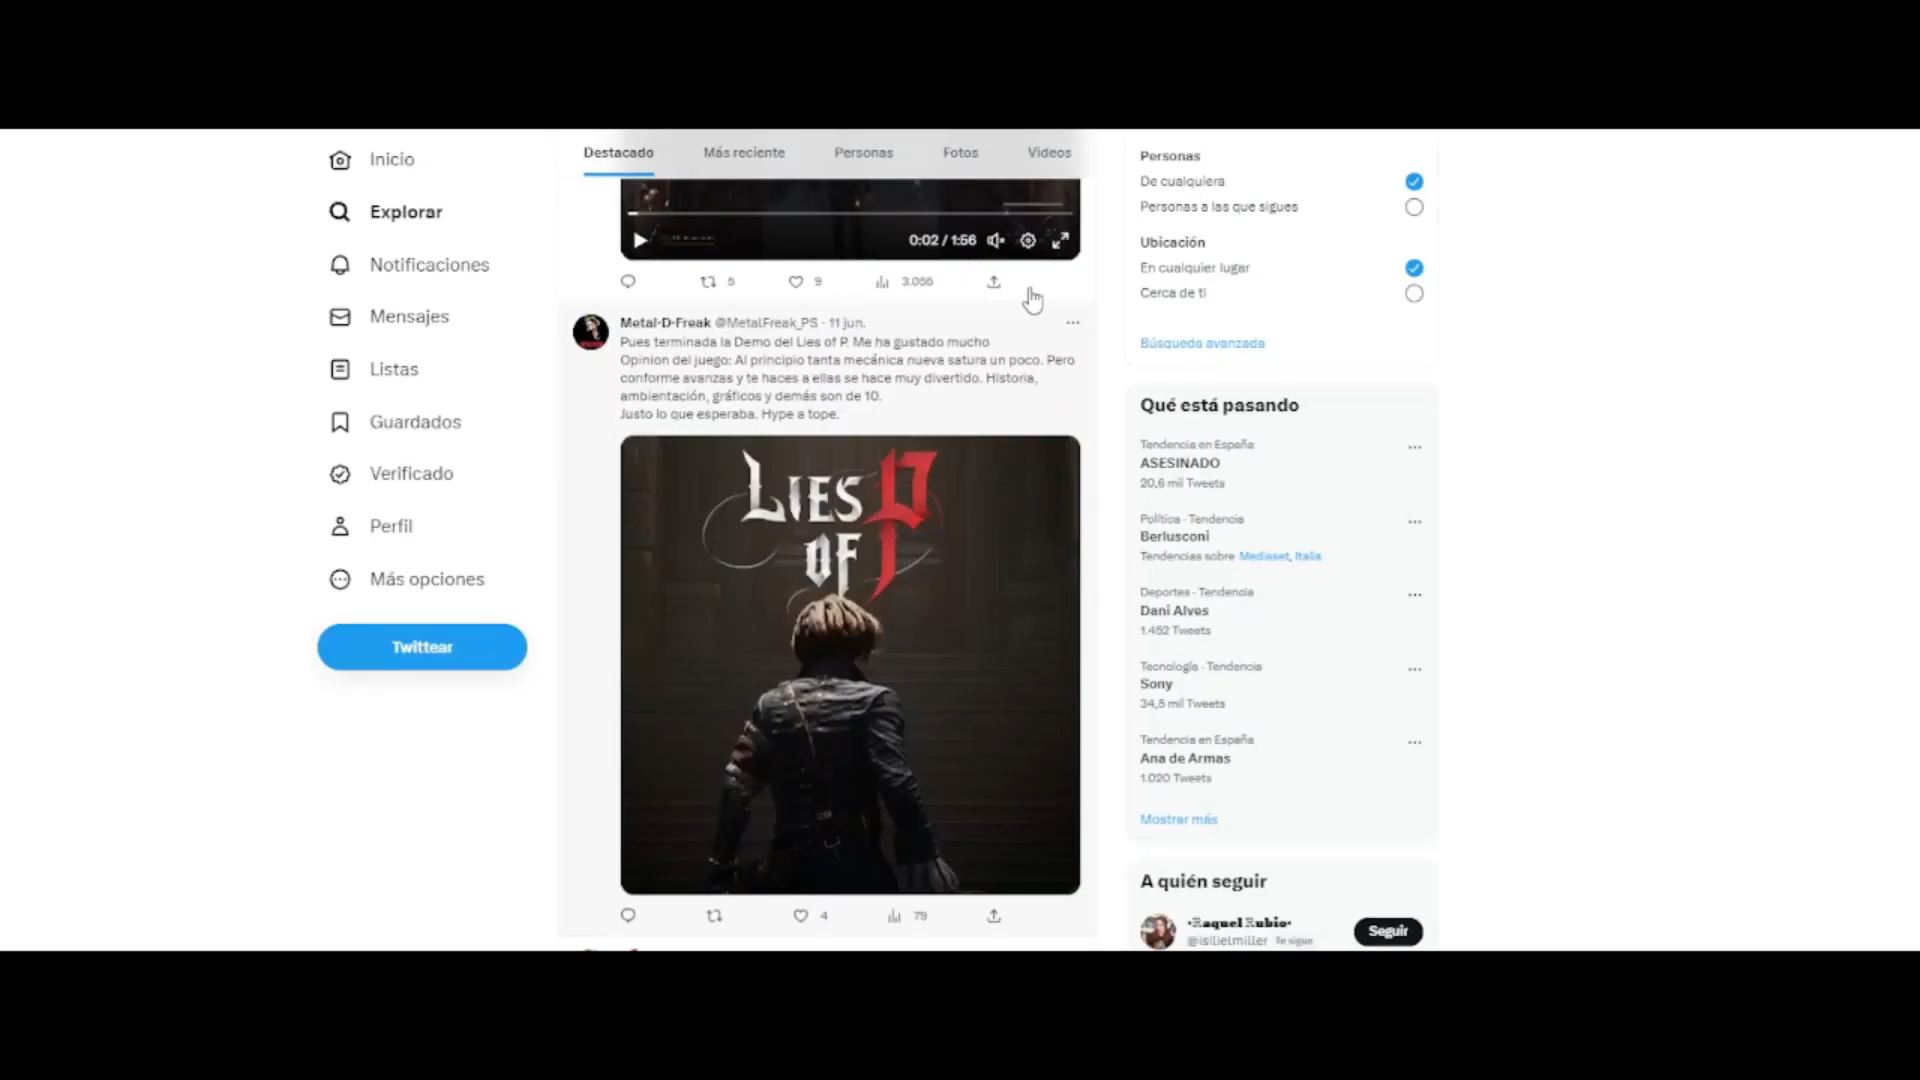 Inicio
Explorar
Notificaciones
Mensajes
Listas
Guardados
Verificado
Perfil
Más opciones
Twittear
Destacado
Más reciente
Personas
Fotos
Videos
0:02 / 1:56
5
9
3.055
Metal·D·Freak @MetalFreak_PS · 11 jun.
Pues terminada la Demo del Lies of P. Me ha gustado mucho
Opinion del juego: Al principio tanta mecánica nueva satura un poco. Pero
conforme avanzas y te haces a ellas se hace muy divertido. Historia,
ambientación, gráficos y demás son de 10.
Justo lo que esperaba. Hype a tope.
LIES P
OF
4
79
Personas
De cualquiera
Personas a las que sigues
Ubicación
En cualquier lugar
Cerca de ti
Búsqueda avanzada
Qué está pasando
Tendencia en España
ASESINADO
20,6 mil Tweets
Política · Tendencia
Berlusconi
Tendencias sobre Mediaset, Italia
Deportes · Tendencia
Dani Alves
1.452 Tweets
Tecnología · Tendencia
Sony
34,5 mil Tweets
Tendencia en España
Ana de Armas
1.020 Tweets
Mostrar más
A quién seguir
·Raquel Rubio·
Te sigue
Seguir